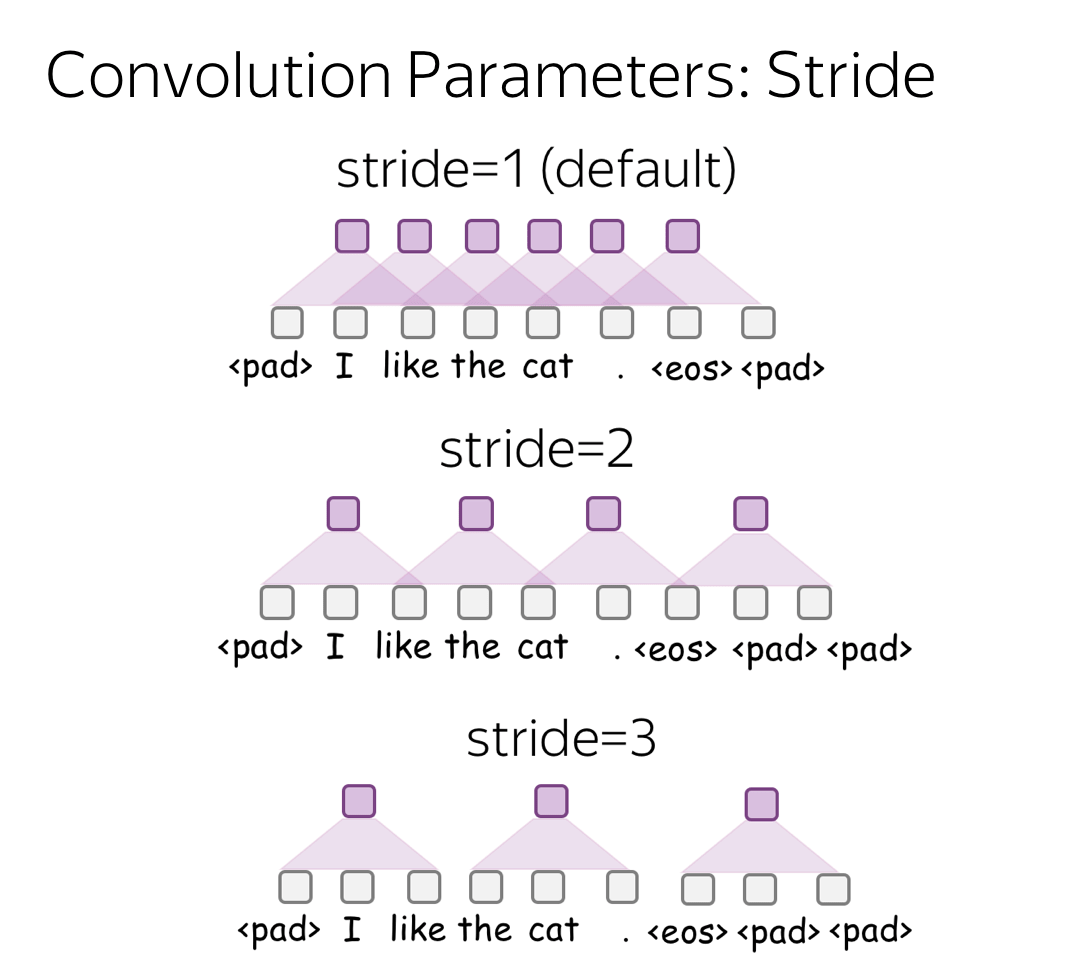 Convolution Parameters: Stride
stride=1 (default)
<pad> I like the cat . <eos> <pad>
stride=2
<pad> I like the cat . <eos> <pad> <pad>
stride=3
<pad> I like the cat . <eos> <pad> <pad>